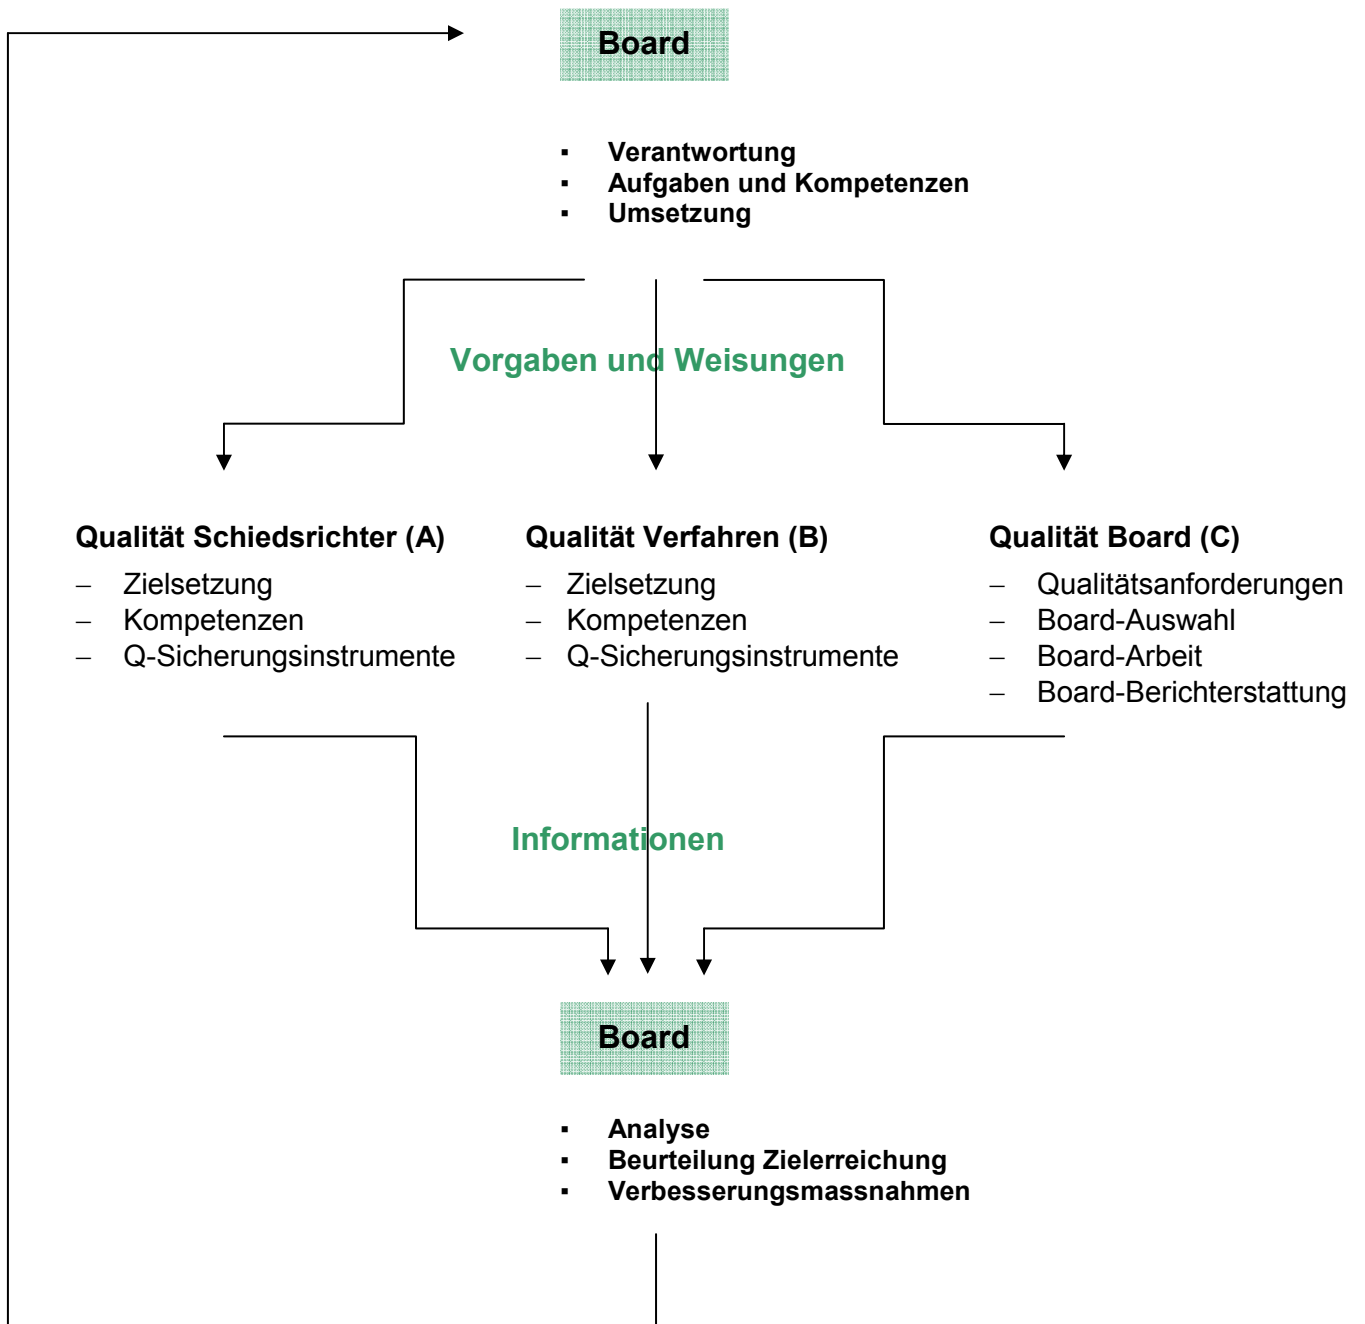 Board
▪ Verantwortung
▪ Aufgaben und Kompetenzen
▪ Umsetzung
Vorgaben und Weisungen
Qualität Schiedsrichter (A)
– Zielsetzung
– Kompetenzen
– Q-Sicherungsinstrumente
Qualität Verfahren (B)
– Zielsetzung
– Kompetenzen
– Q-Sicherungsinstrumente
Qualität Board (C)
– Qualitätsanforderungen
– Board-Auswahl
– Board-Arbeit
– Board-Berichterstattung
Informationen
Board
▪ Analyse
▪ Beurteilung Zielerreichung
▪ Verbesserungsmassnahmen